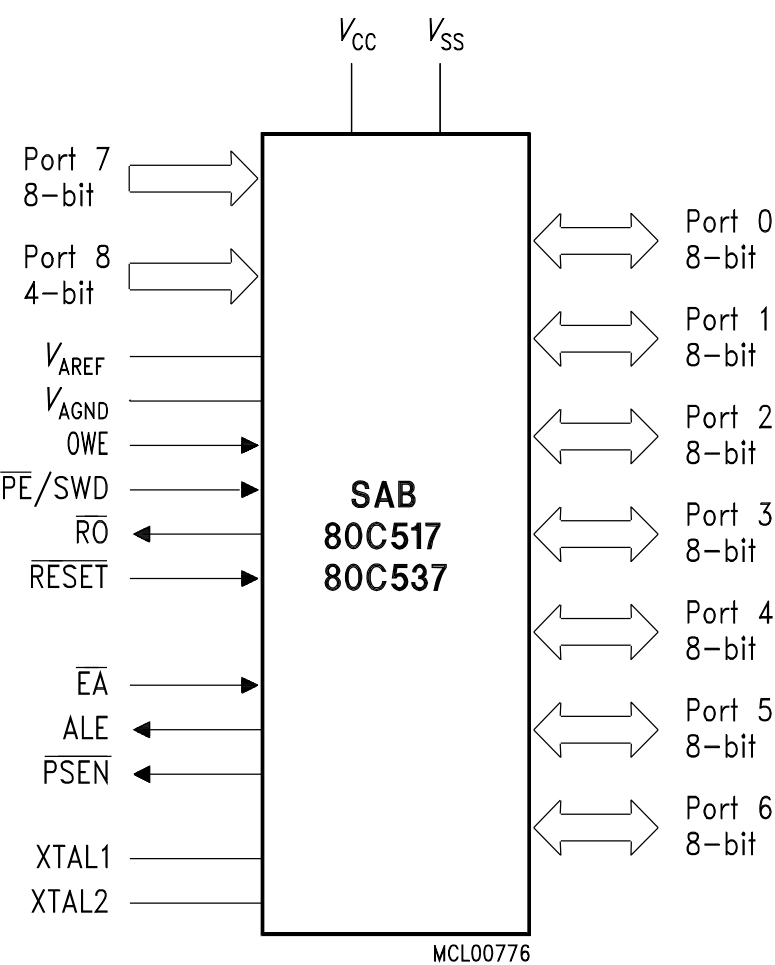 VCC VSS
Port 7
8-bit
Port 8
4-bit
VAREF
VAGND
OWE
PE/SWD
RO
RESET
EA
ALE
PSEN
XTAL1
XTAL2
SAB
80C517
80C537
Port 0
8-bit
Port 1
8-bit
Port 2
8-bit
Port 3
8-bit
Port 4
8-bit
Port 5
8-bit
Port 6
8-bit
MCL00776